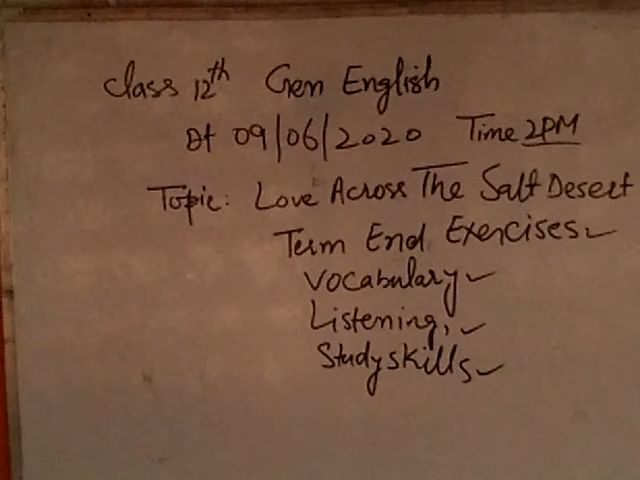 Class 12th Gen English
Dt 09/06/2020 Time 2PM
Topic: Love Across The Salt Desert
Term End Exercises
Vocabulary
Listening,
Studyskills